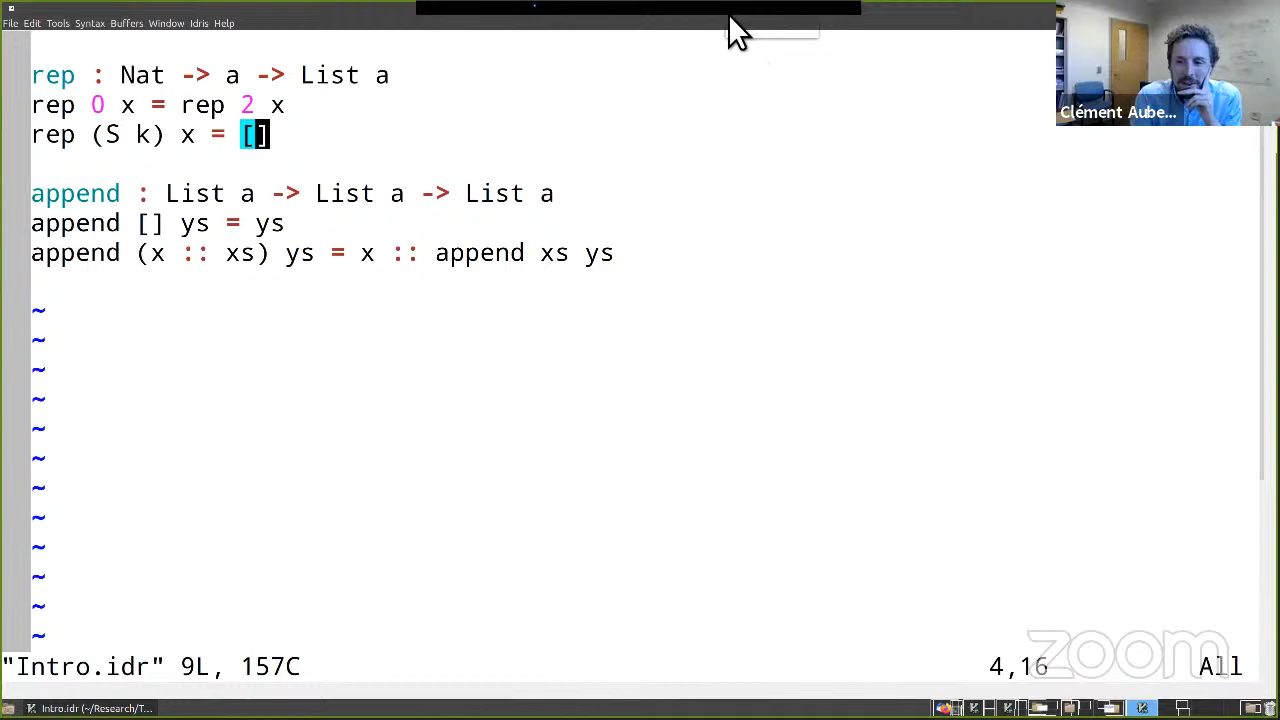 File Edit Tools Syntax Buffers Window Idris Help
rep : Nat -> a -> List a
rep 0 x = rep 2 x
rep (S k) x = []
append : List a -> List a -> List a
append [] ys = ys
append (x :: xs) ys = x :: append xs ys
~
~
~
~
~
~
~
~
~
~
~
~
"Intro.idr" 9L, 157C 4,16 All
Clément Aube...
zoom
Intro.idr (~/Research/T...